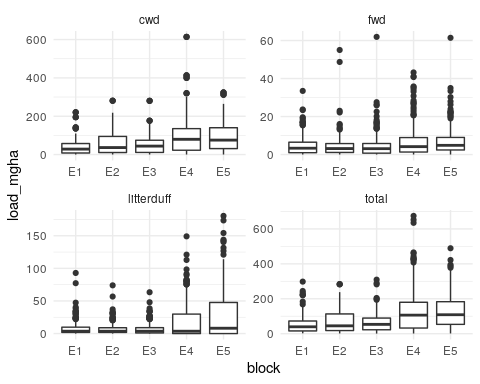 cwd
fwd
600
400
200
0
60
40
20
0
E1 E2 E3 E4 E5
E1 E2 E3 E4 E5
litterduff
total
150
100
50
0
600
400
200
0
E1 E2 E3 E4 E5
E1 E2 E3 E4 E5
load_mgha
block